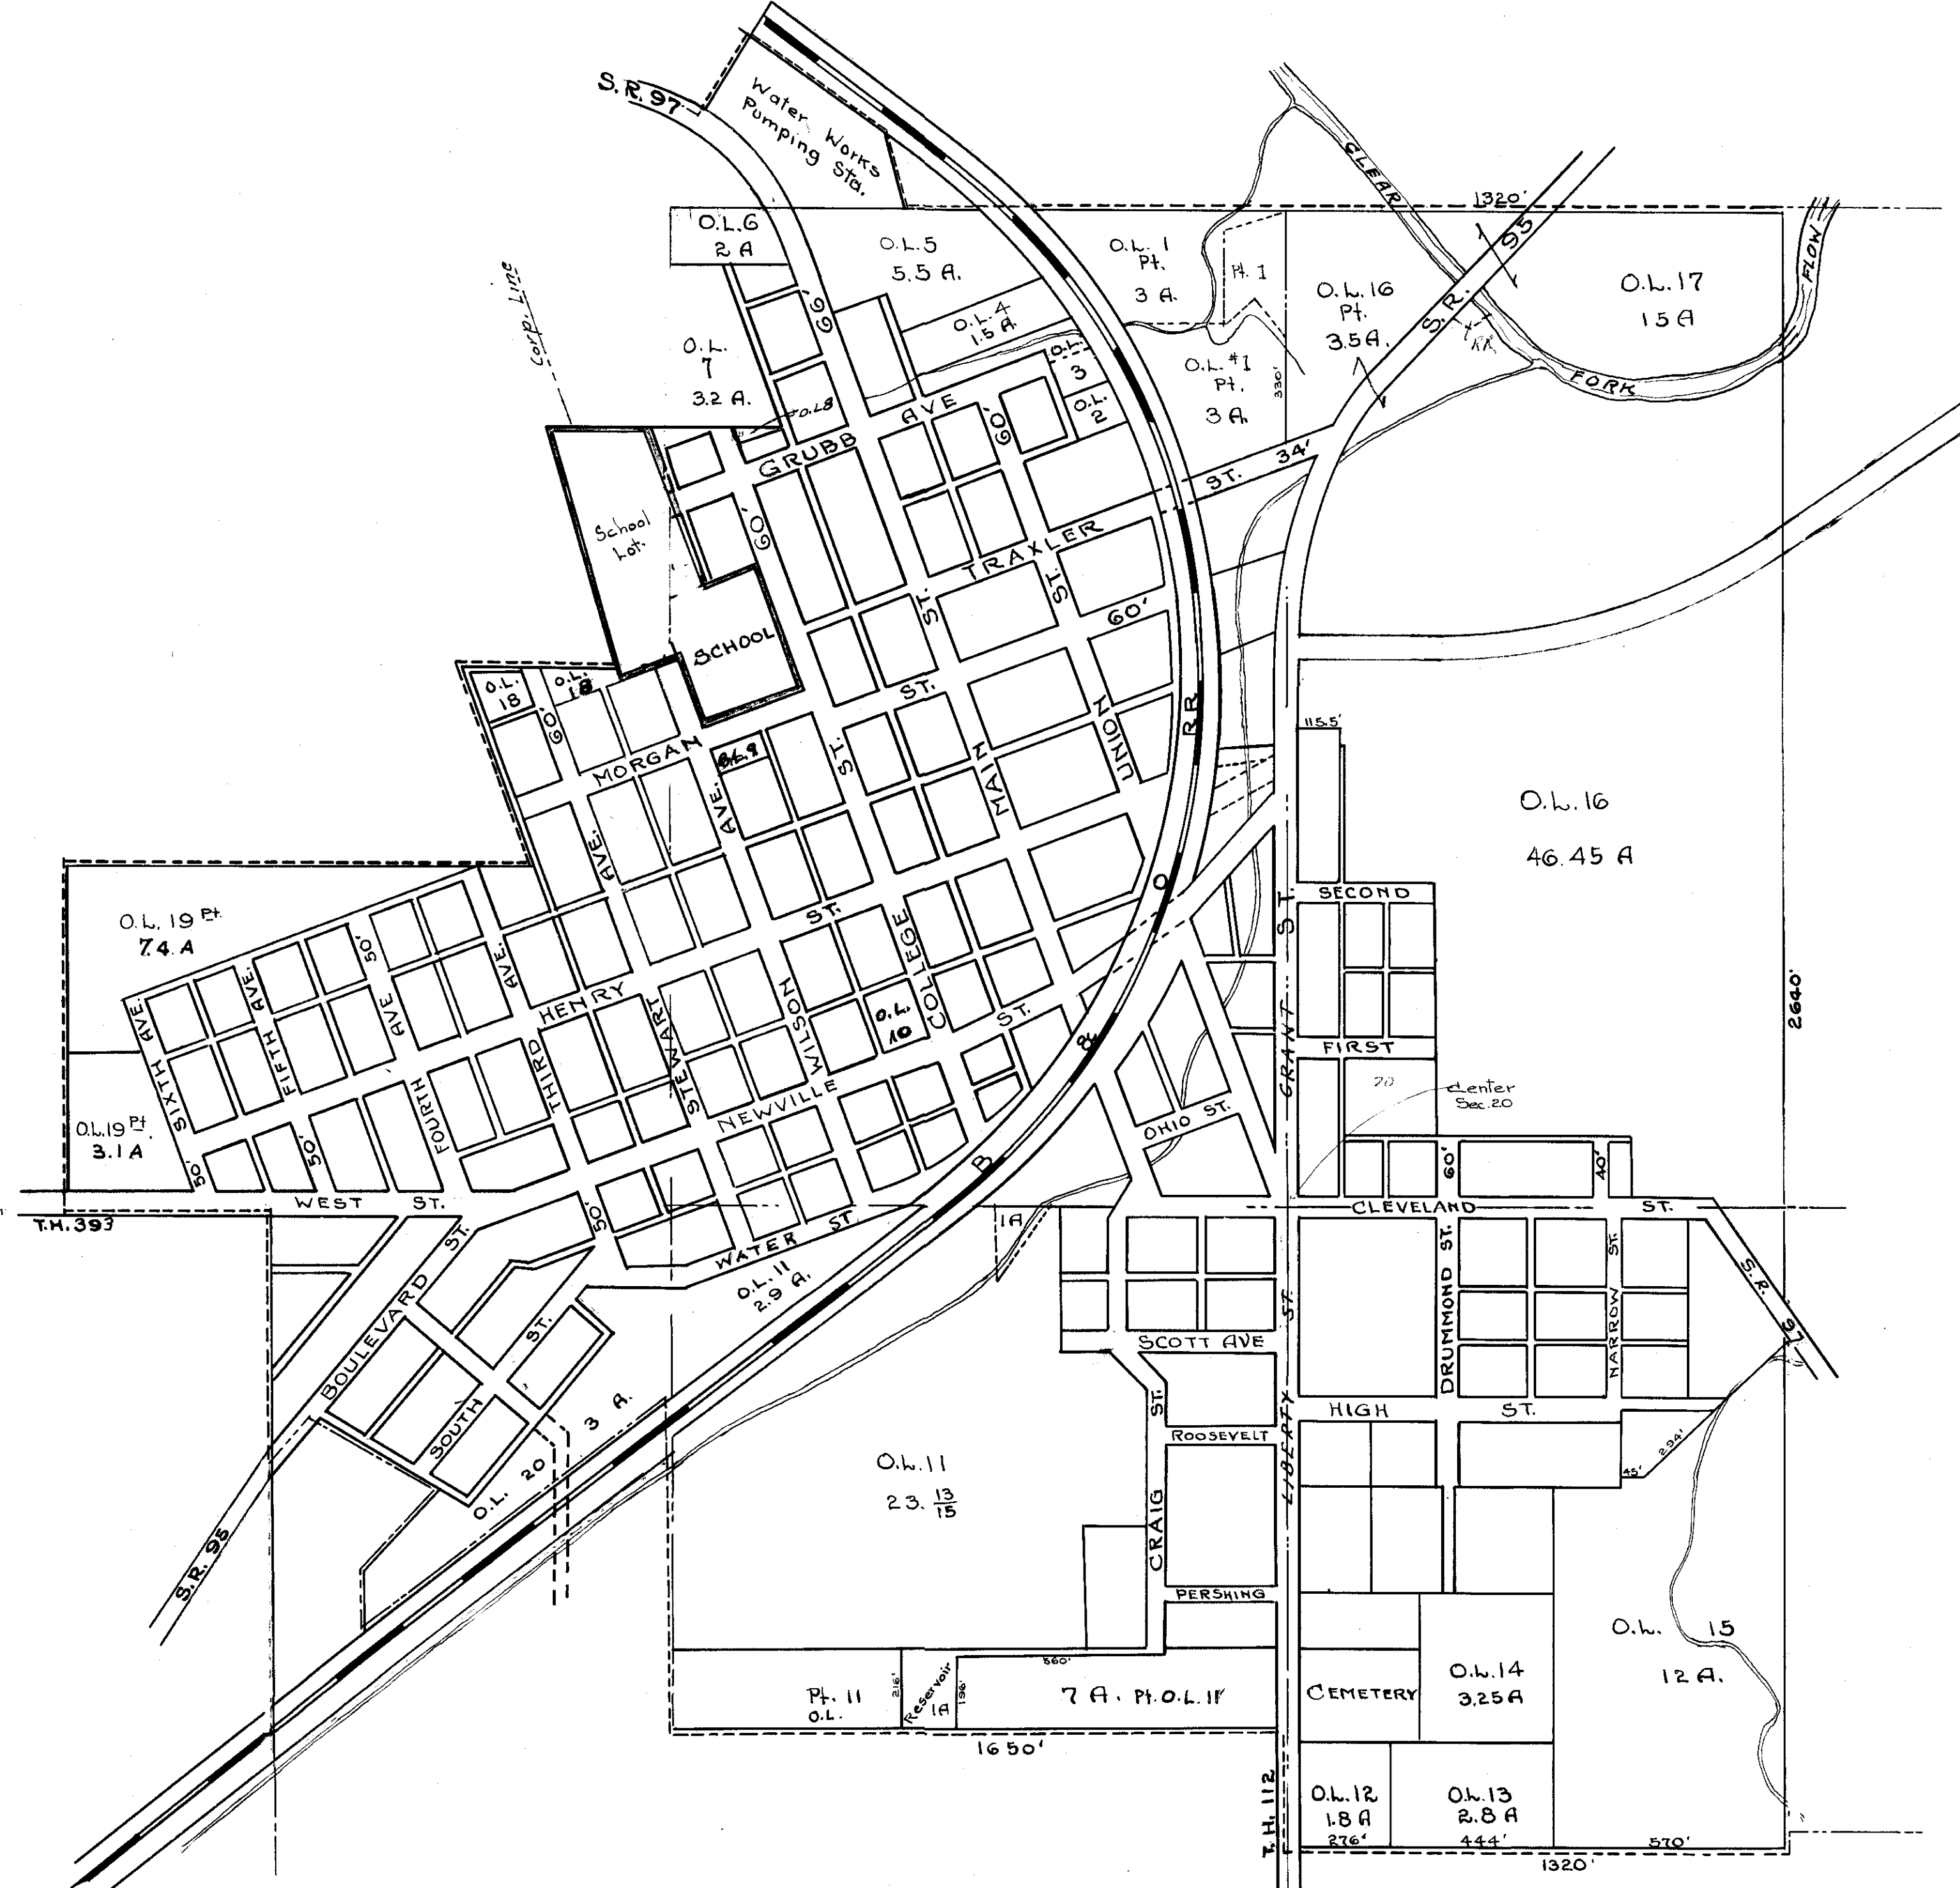 S.R. 97
Water Works
Pumping Sta.
CLEAR
1320'
S.R. 95
FLOW
O.L.6
2 A
O.L.5
5.5 A.
O.L. 1
Pt.
3 A.
Pt. 1
O.L. 16
Pt.
3.5 A.
O.L. 17
15 A
Corp. Line
66'
O.L. 4
1.5 A
O.L.
7
3.2 A.
O.L.
3
O.L. #1
Pt.
3 A.
330'
RR
FORK
O.L.8
O.L.
2
GRUBB AVE
60'
ST. 34'
School
Lot.
60'
TRAXLER
ST.
ST
60'
SCHOOL
O.L.
18
O.L.
18
60'
ST.
UNION
RR
115.5'
MORGAN
O.L.9
ST.
MAIN
AVE.
AVE.
O.L.16
46.45 A
O.L. 19 Pt.
7.4. A
SECOND
ST.
O
ST.
COLLEGE
50'
AVE.
SIXTH AVE.
FIFTH AVE.
AVE
HENRY
STEWART
WILSON
O.L.
10
ST.
&
GRANT ST.
2640'
FIRST
20
Center
Sec. 20
O.L.19 Pt.
3.1 A
FOURTH
THIRD
NEWVILLE
OHIO ST.
50'
50'
B
60'
40'
WEST ST.
T.H. 393
50'
WATER ST.
1A
CLEVELAND ST.
BOULEVARD ST.
O.L. 11
2.9 A.
ST.
DRUMMOND ST.
NARROW ST.
S.R. 97
SCOTT AVE
SOUTH ST.
O.L. 20 3 A.
HIGH ST.
294'
45'
CRAIG ST.
ROOSEVELT
LIBERTY ST.
O.L.11
23. 13/15
S.R. 95
PERSHING
O.L. 15
12 A.
Pt. 11
O.L.
216'
Reservoir
1A
196'
560'
7 A. Pt. O.L. 11
CEMETERY
O.L.14
3.25 A
1650'
T.H. 112
O.L.12
1.8 A
276'
O.L.13
2.8 A
444'
570'
1320'